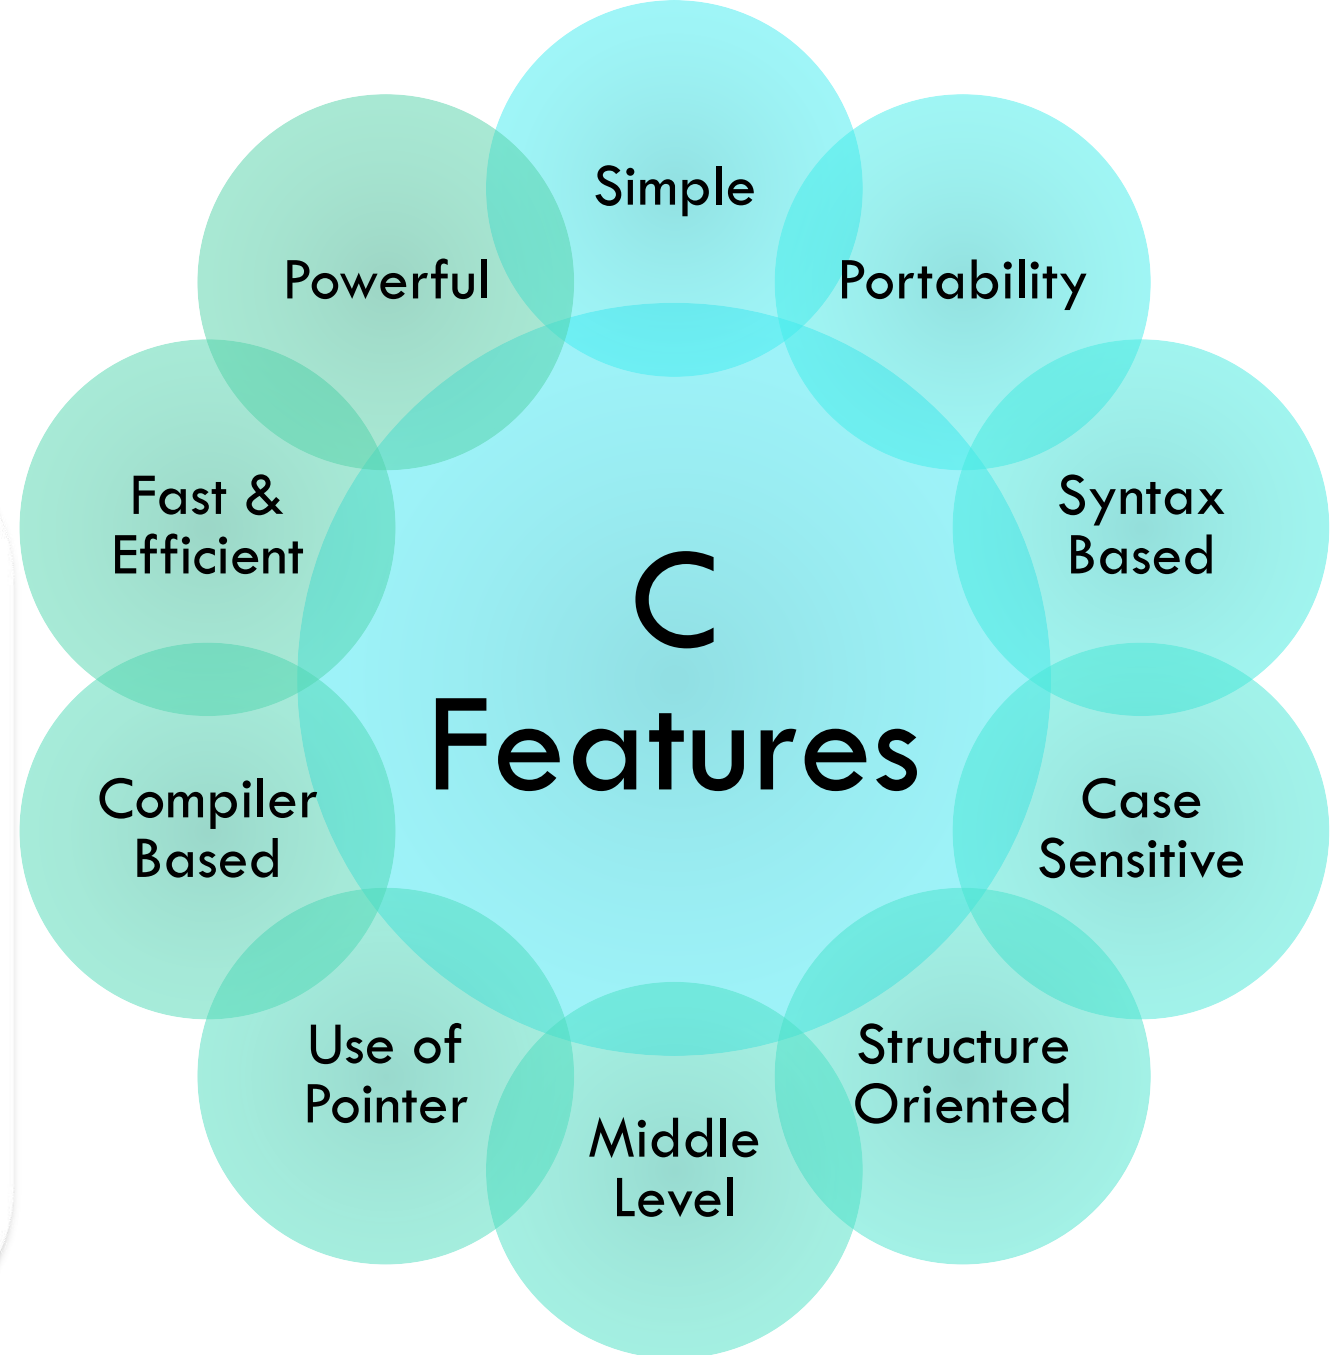 Simple
Portability
Syntax
Based
Case
Sensitive
Structure
Oriented
Middle
Level
Use of
Pointer
Compiler
Based
Fast &
Efficient
Powerful
C
Features